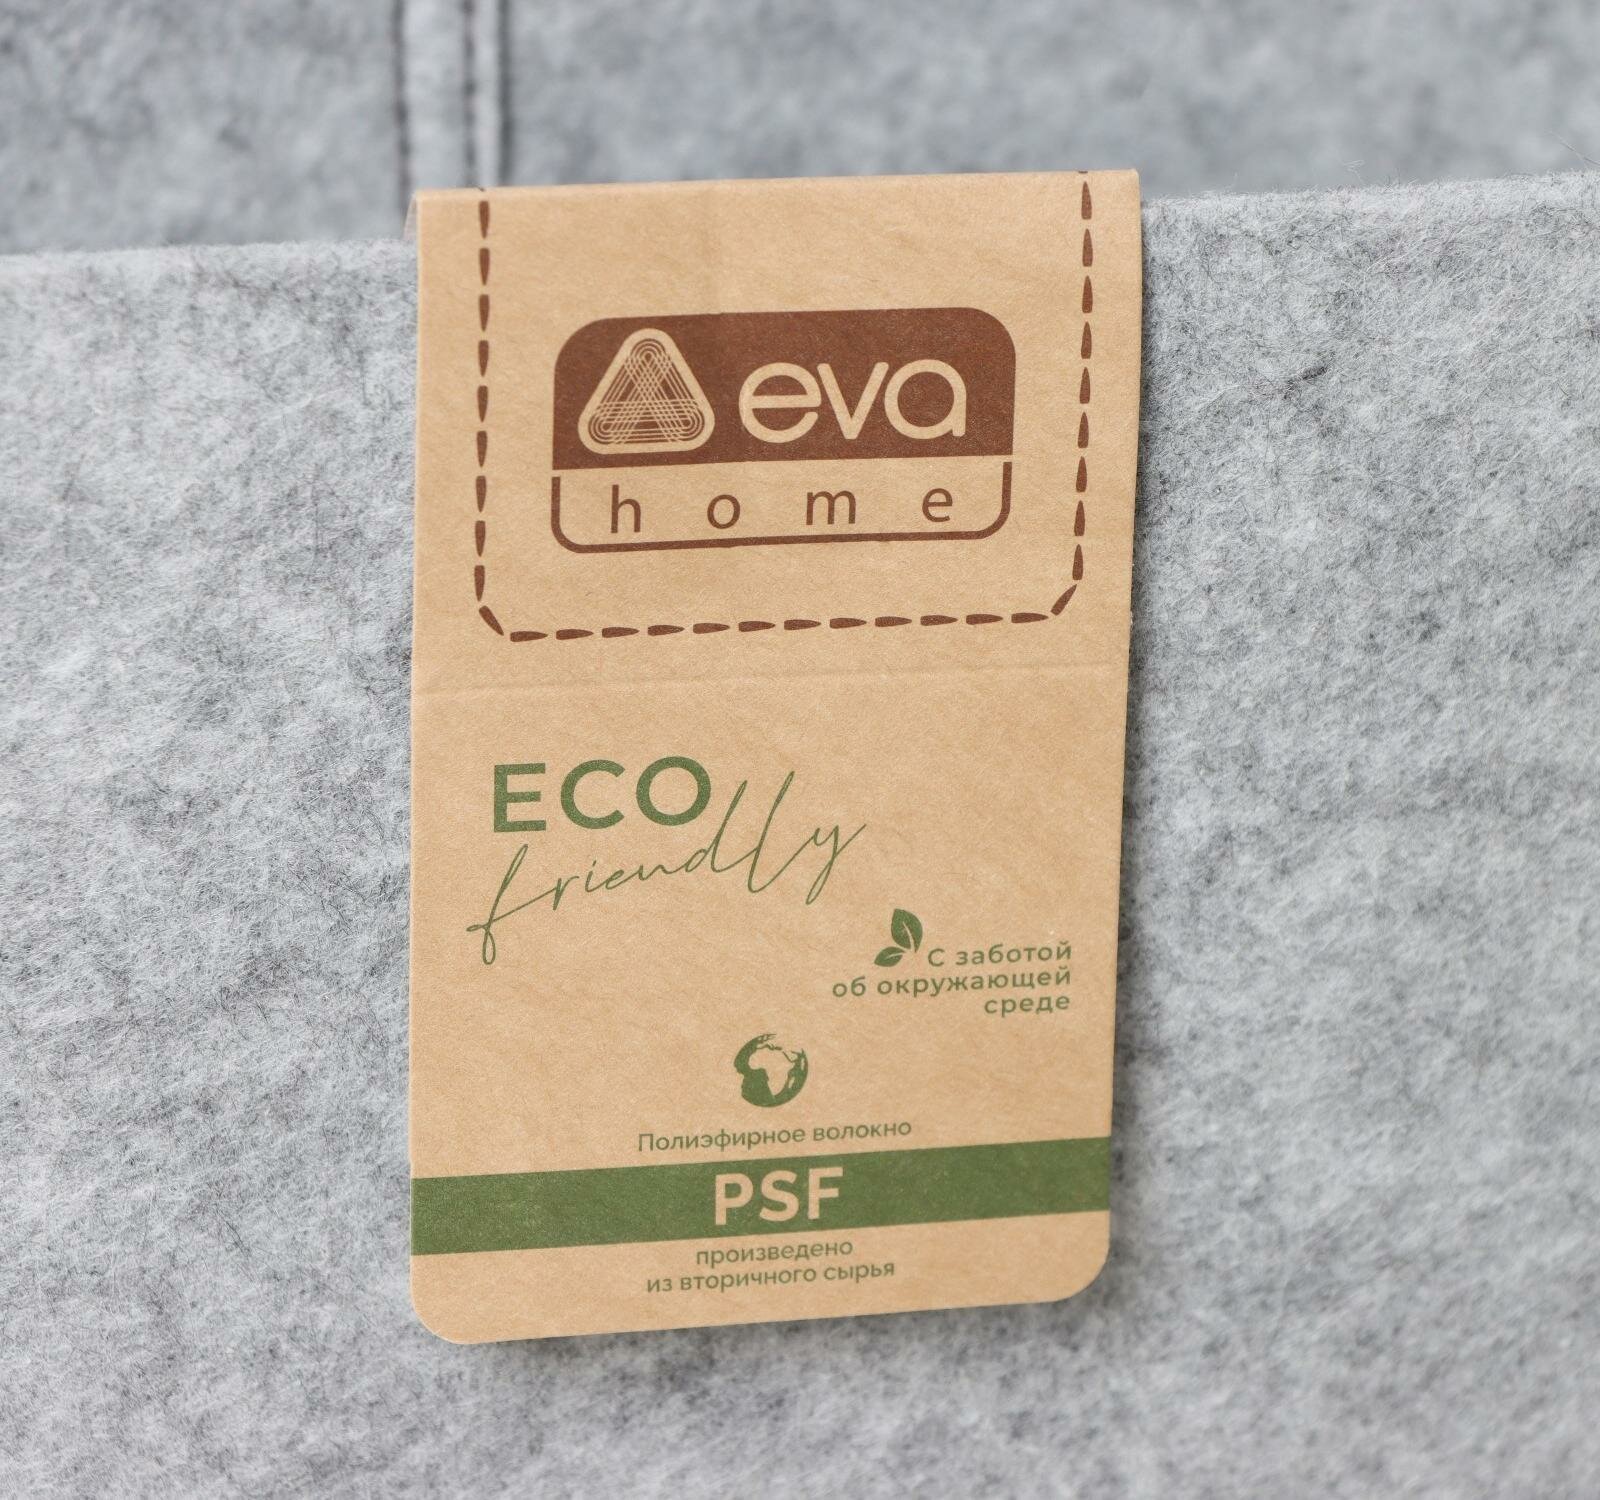 eva
home
ECO
friendly
С заботой
об окружающей
среде
Полиэфирное волокно
PSF
произведено
из вторичного сырья